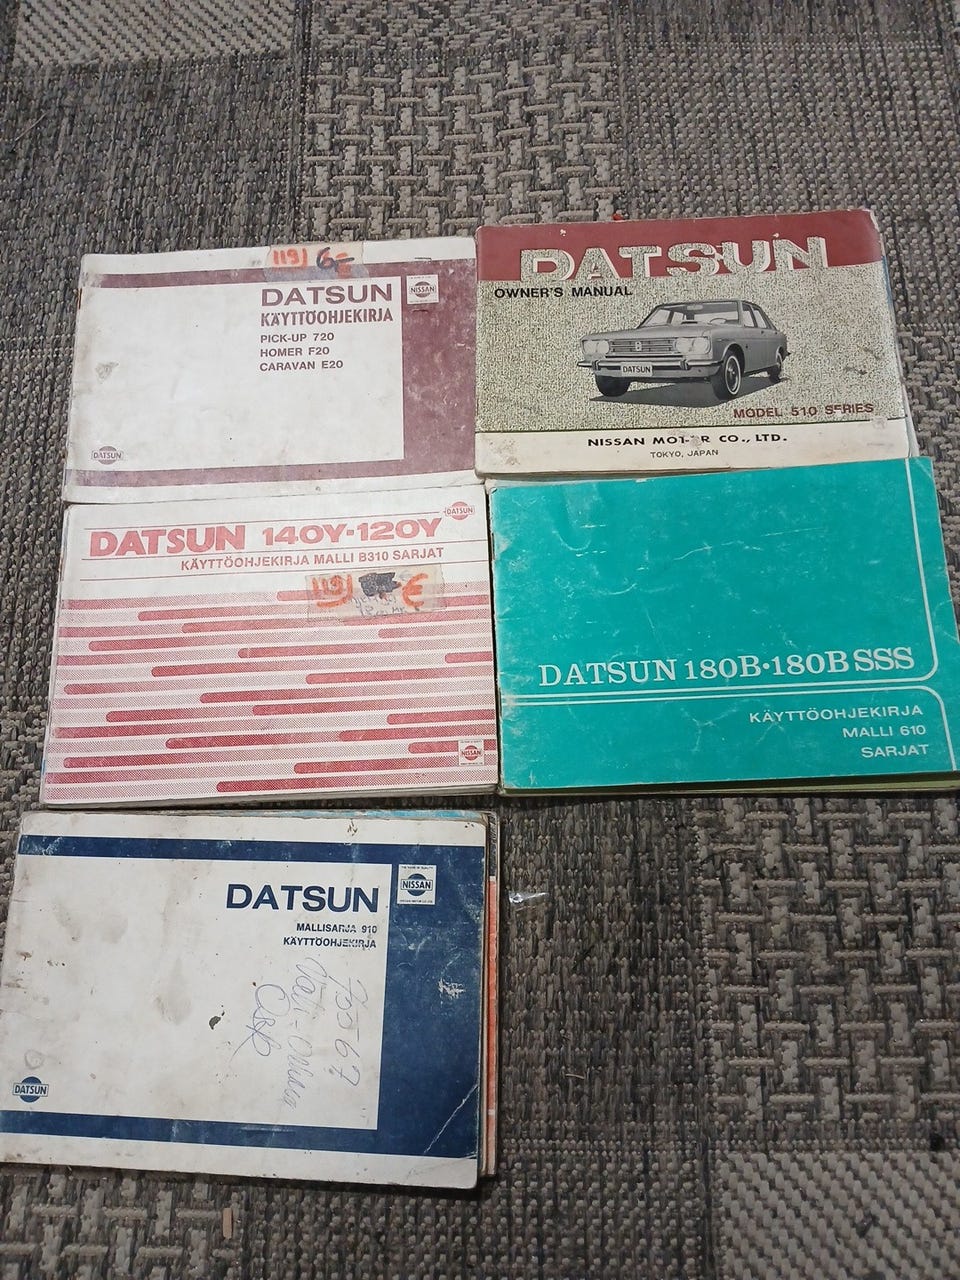 119) 6,-
€
DATSUN
KÄYTTÖOHJEKIRJA
PICK-UP 720
HOMER F20
CARAVAN E20
NISSAN
DATSUN
DATSUN
OWNER'S MANUAL
DATSUN
MODEL 510 SERIES
NISSAN MOTOR CO., LTD.
TOKYO, JAPAN
DATSUN
DATSUN 140Y·120Y
KÄYTTÖOHJEKIRJA MALLI B310 SARJAT
119) €
NISSAN
DATSUN 180B·180B SSS
KÄYTTÖOHJEKIRJA
MALLI 610
SARJAT
NISSAN
DATSUN
MALLISARJA 910
KÄYTTÖOHJEKIRJA
DATSUN